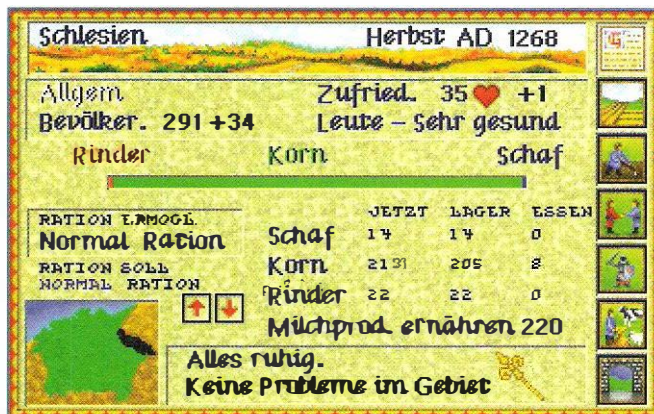 Schlesien Herbst AD 1268
Allgem Zufried. 35 +1
Bevölker. 291 +34 Leute – Sehr gesund
Rinder Korn Schaf
JETZT LAGER ESSEN
RATION ERMOGL
Normal Ration
Schaf 14 14 0
RATION SOLL
Korn 205 8
NORMAL RATION
Rinder 22 22 0
Milchprod ernähren 220
Alles ruhig.
Keine Probleme im Gebiet